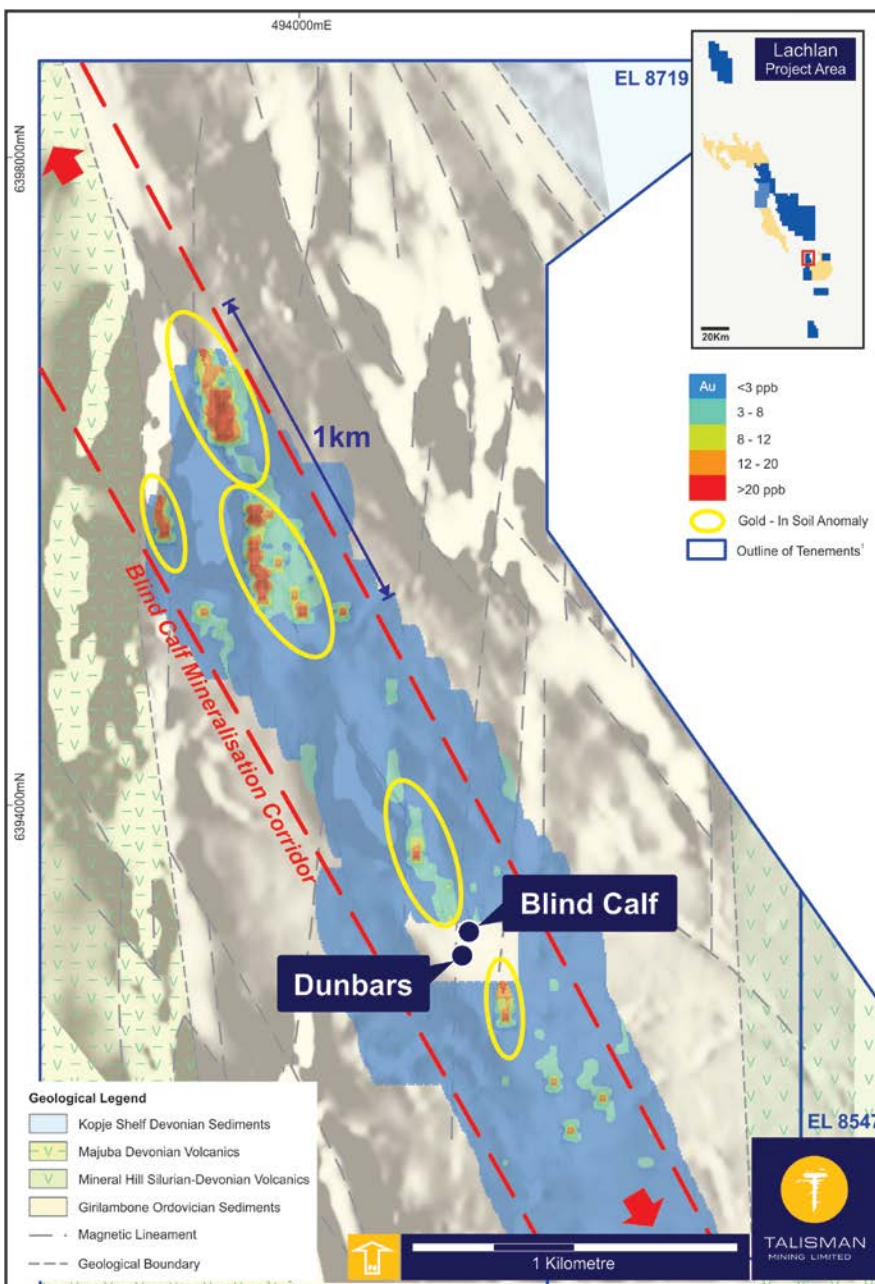 494000mE
EL 8719
Lachlan
Project Area
20Km
6398000mN
1km
Au
<3 ppb
3 - 8
8 - 12
12 - 20
>20 ppb
Gold - In Soil Anomaly
Outline of Tenements¹
Blind Calf Mineralisation Corridor
6394000mN
Blind Calf
Dunbars
Geological Legend
Kopje Shelf Devonian Sediments
Majuba Devonian Volcanics
Mineral Hill Silurian-Devonian Volcanics
Girilambone Ordovician Sediments
Magnetic Lineament
Geological Boundary
EL 8547
N
1 Kilometre
TALISMAN
MINING LIMITED